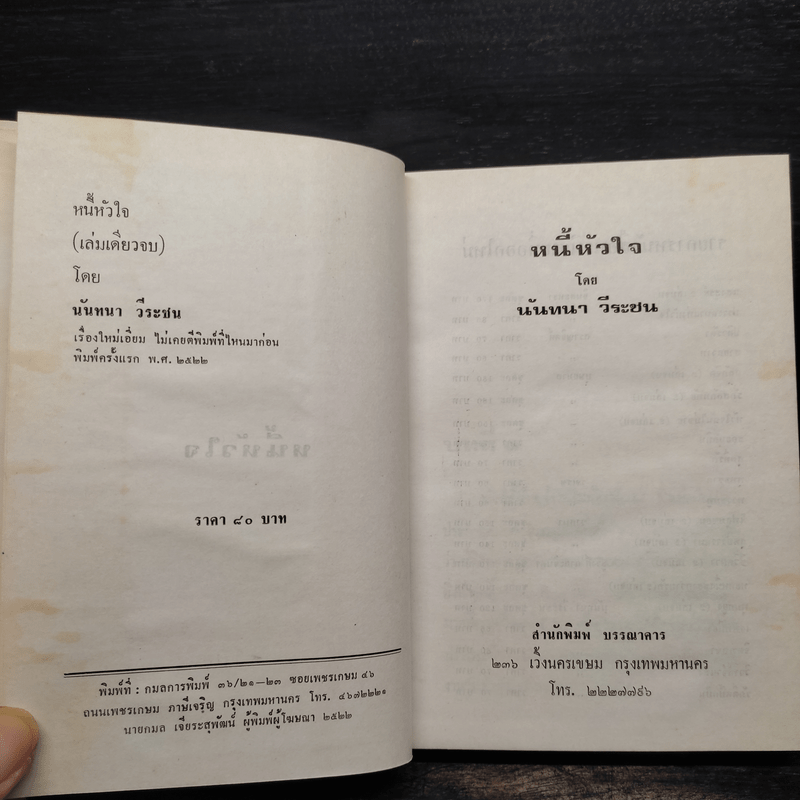 หนี้หัวใจ
(เล่มเดียวจบ)
โดย
นันทนา วีระชน
เรื่องใหม่เอี่ยม ไม่เคยตีพิมพ์ที่ไหนมาก่อน
พิมพ์ครั้งแรก พ.ศ. ๒๕๒๒
ราคา ๘๐ บาท
พิมพ์ที่ : กมลการพิมพ์ ๓๖/๒๑—๒๓ ซอยเพชรเกษม ๔๖
ถนนเพชรเกษม ภาษีเจริญ กรุงเทพมหานคร โทร. ๔๖๗๒๒๒๑
นายกมล เจียระสุพัฒน์ ผู้พิมพ์ผู้โฆษณา ๒๕๒๒
หนี้หัวใจ
โดย
นันทนา วีระชน
สำนักพิมพ์ บรรณาคาร
๒๓๖ เวิ้งนครเขษม กรุงเทพมหานคร
โทร. ๒๒๒๗๗๙๖